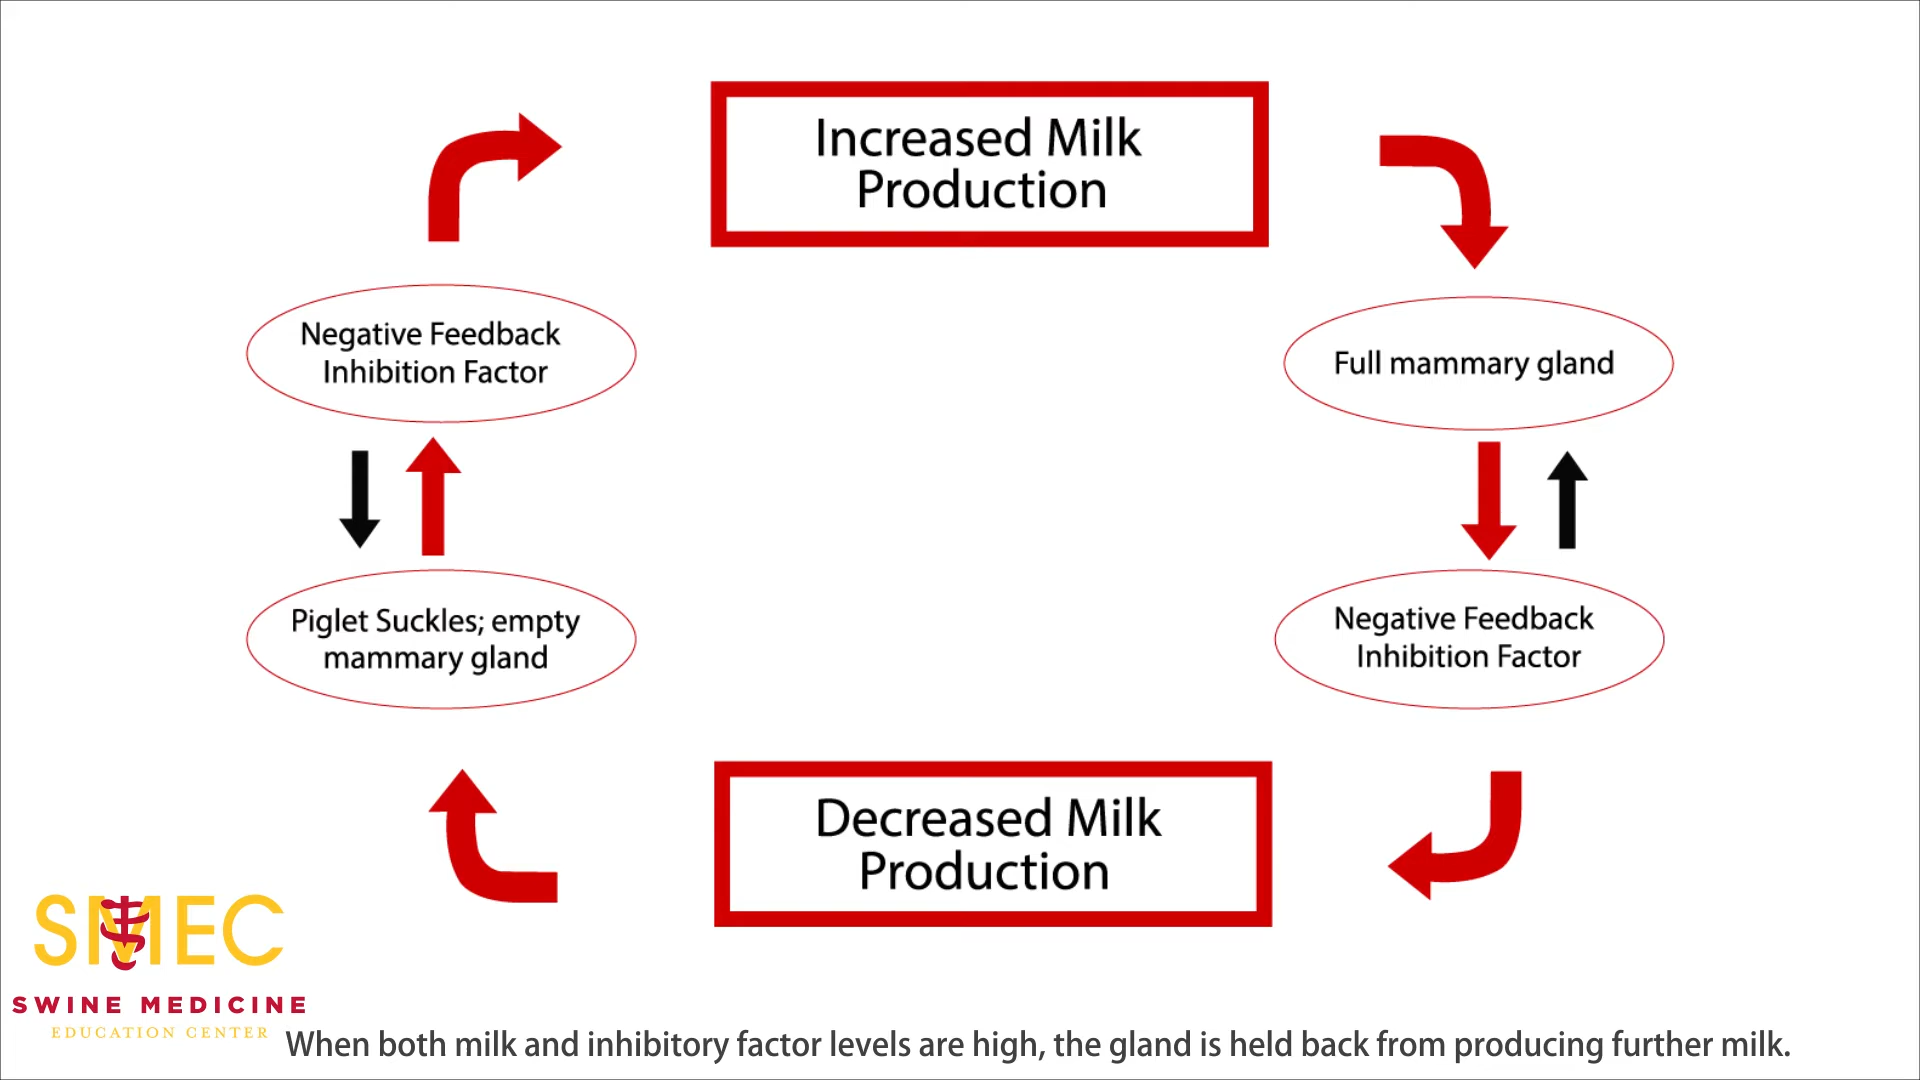 Increased Milk
Production
Negative Feedback
Inhibition Factor
Full mammary gland
Piglet Suckles; empty
mammary gland
Negative Feedback
Inhibition Factor
Decreased Milk
Production
SMEC
SWINE MEDICINE
EDUCATION CENTER
When both milk and inhibitory factor levels are high, the gland is held back from producing further milk.